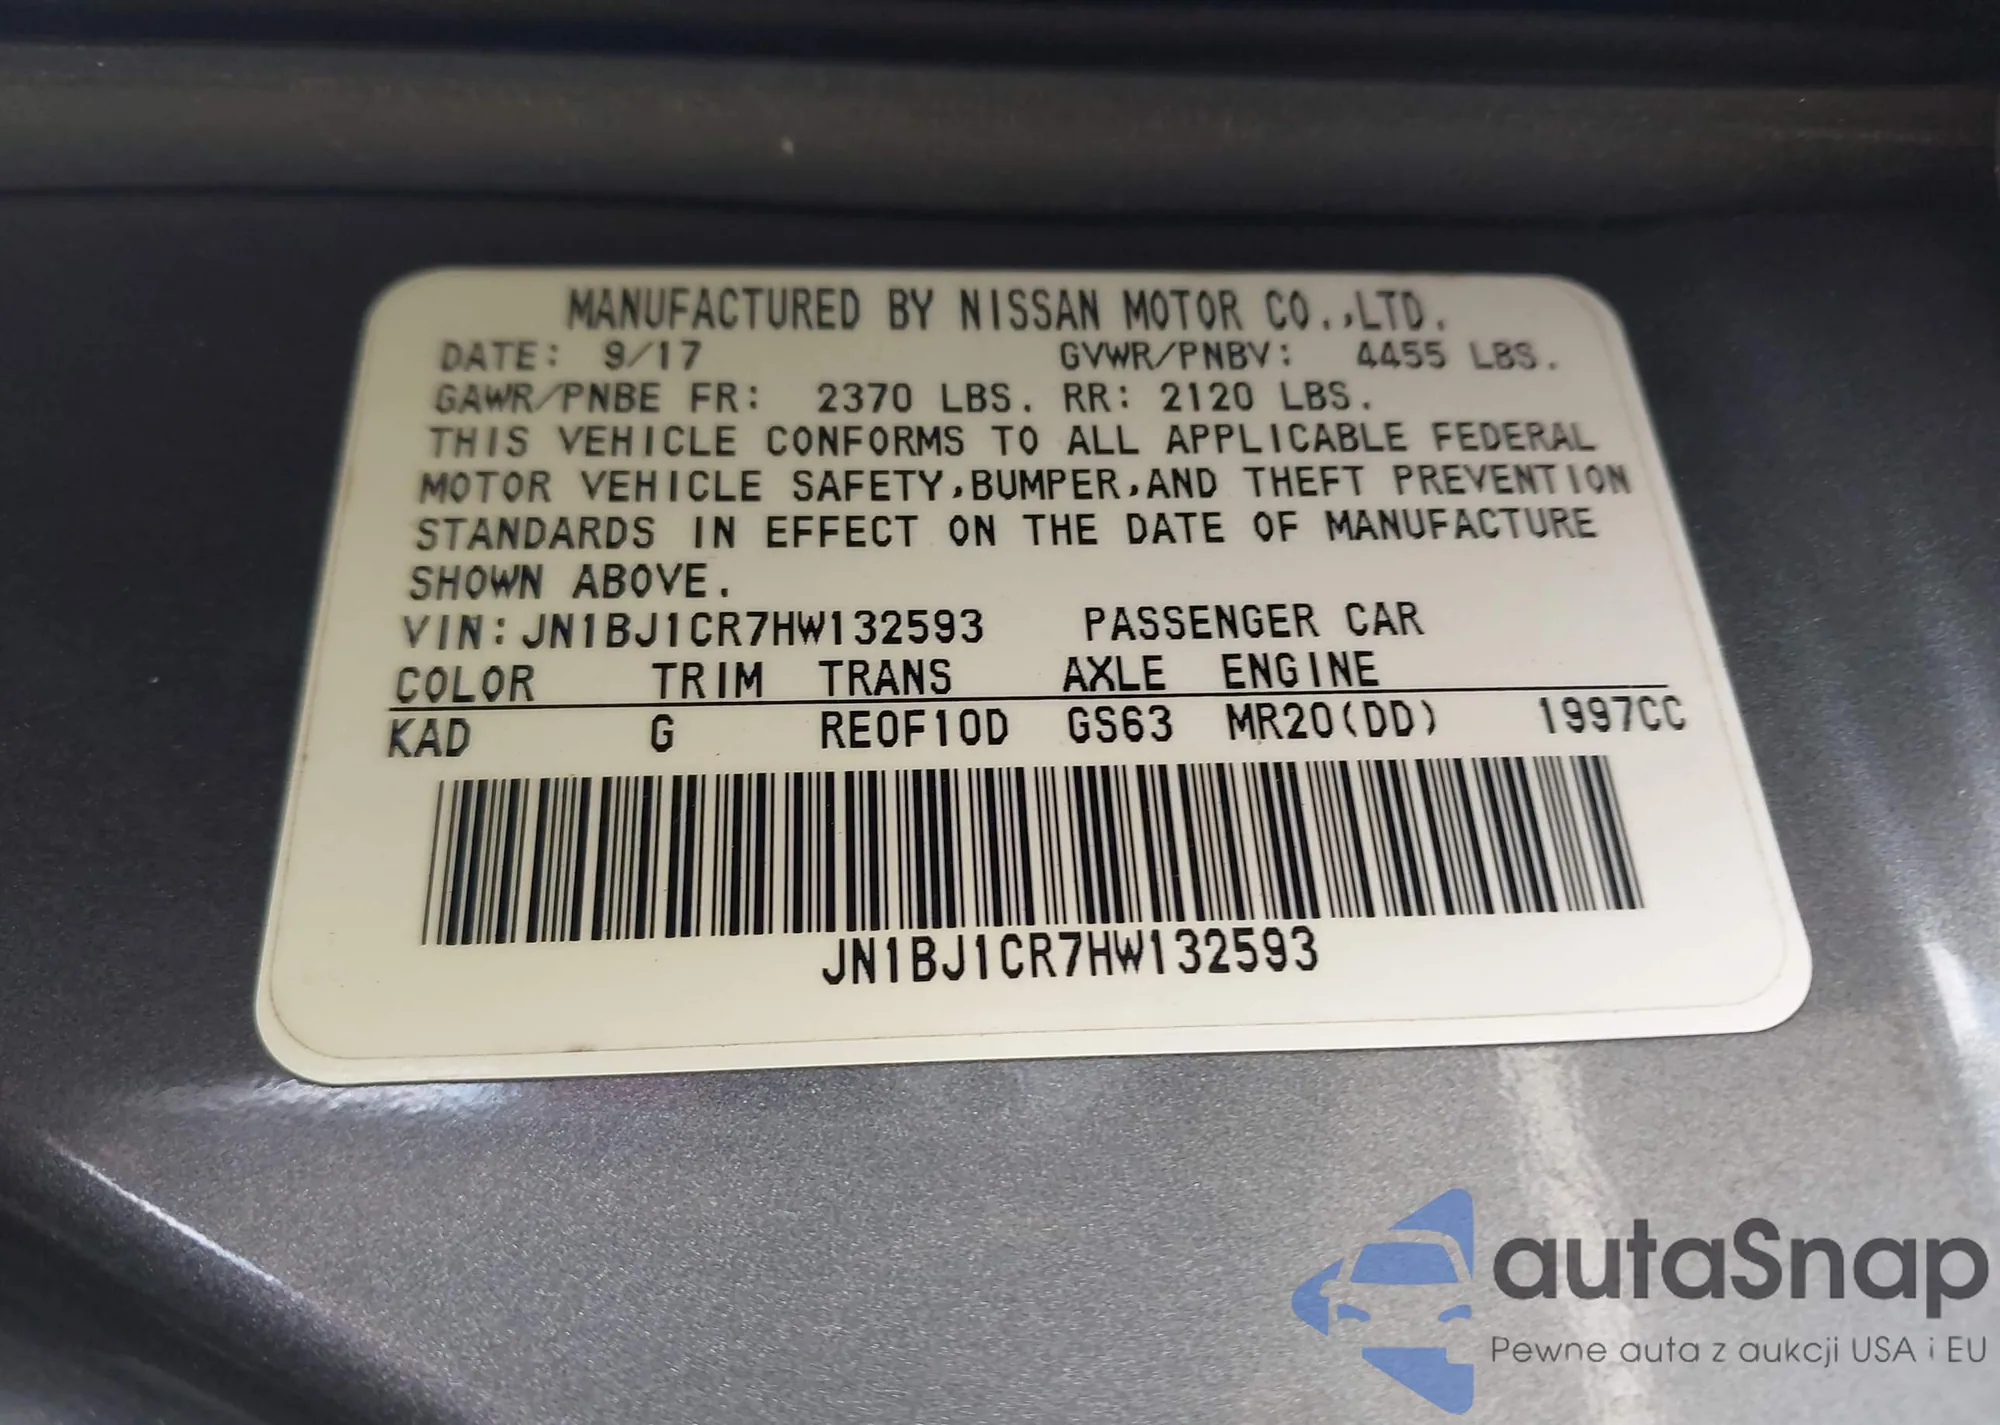 MANUFACTURED BY NISSAN MOTOR CO.,LTD.
DATE: 9/17 GVWR/PNBV: 4455 LBS.
GAWR/PNBE FR: 2370 LBS. RR: 2120 LBS.
THIS VEHICLE CONFORMS TO ALL APPLICABLE FEDERAL
MOTOR VEHICLE SAFETY,BUMPER,AND THEFT PREVENTION
STANDARDS IN EFFECT ON THE DATE OF MANUFACTURE
SHOWN ABOVE.
VIN:JN1BJ1CR7HW132593 PASSENGER CAR
COLOR TRIM TRANS AXLE ENGINE
KAD G RE0F10D GS63 MR20(DD) 1997CC
JN1BJ1CR7HW132593
autaSnap
Pewne auta z aukcji USA i EU